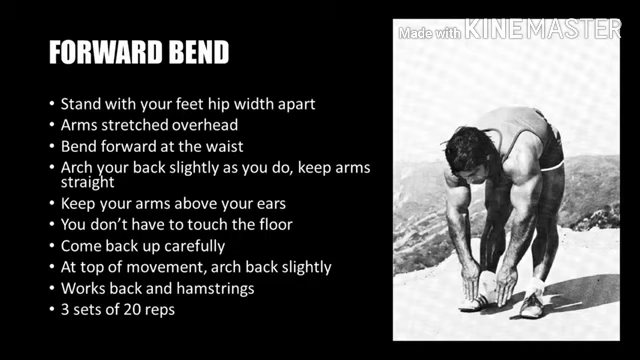 Made with KINEMASTER
FORWARD BEND
• Stand with your feet hip width apart
• Arms stretched overhead
• Bend forward at the waist
• Arch your back slightly as you do, keep arms
straight
• Keep your arms above your ears
• You don't have to touch the floor
• Come back up carefully
• At top of movement, arch back slightly
• Works back and hamstrings
• 3 sets of 20 reps